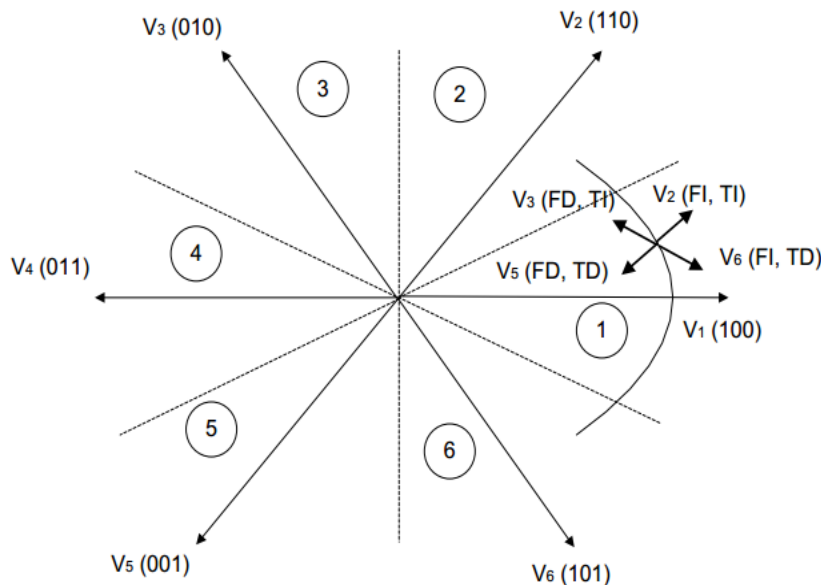 V3 (010)
V2 (110)
3
2
V3 (FD, TI)
V2 (FI, TI)
4
V6 (FI, TD)
V4 (011)
V5 (FD, TD)
1
V1 (100)
5
6
V5 (001)
V6 (101)